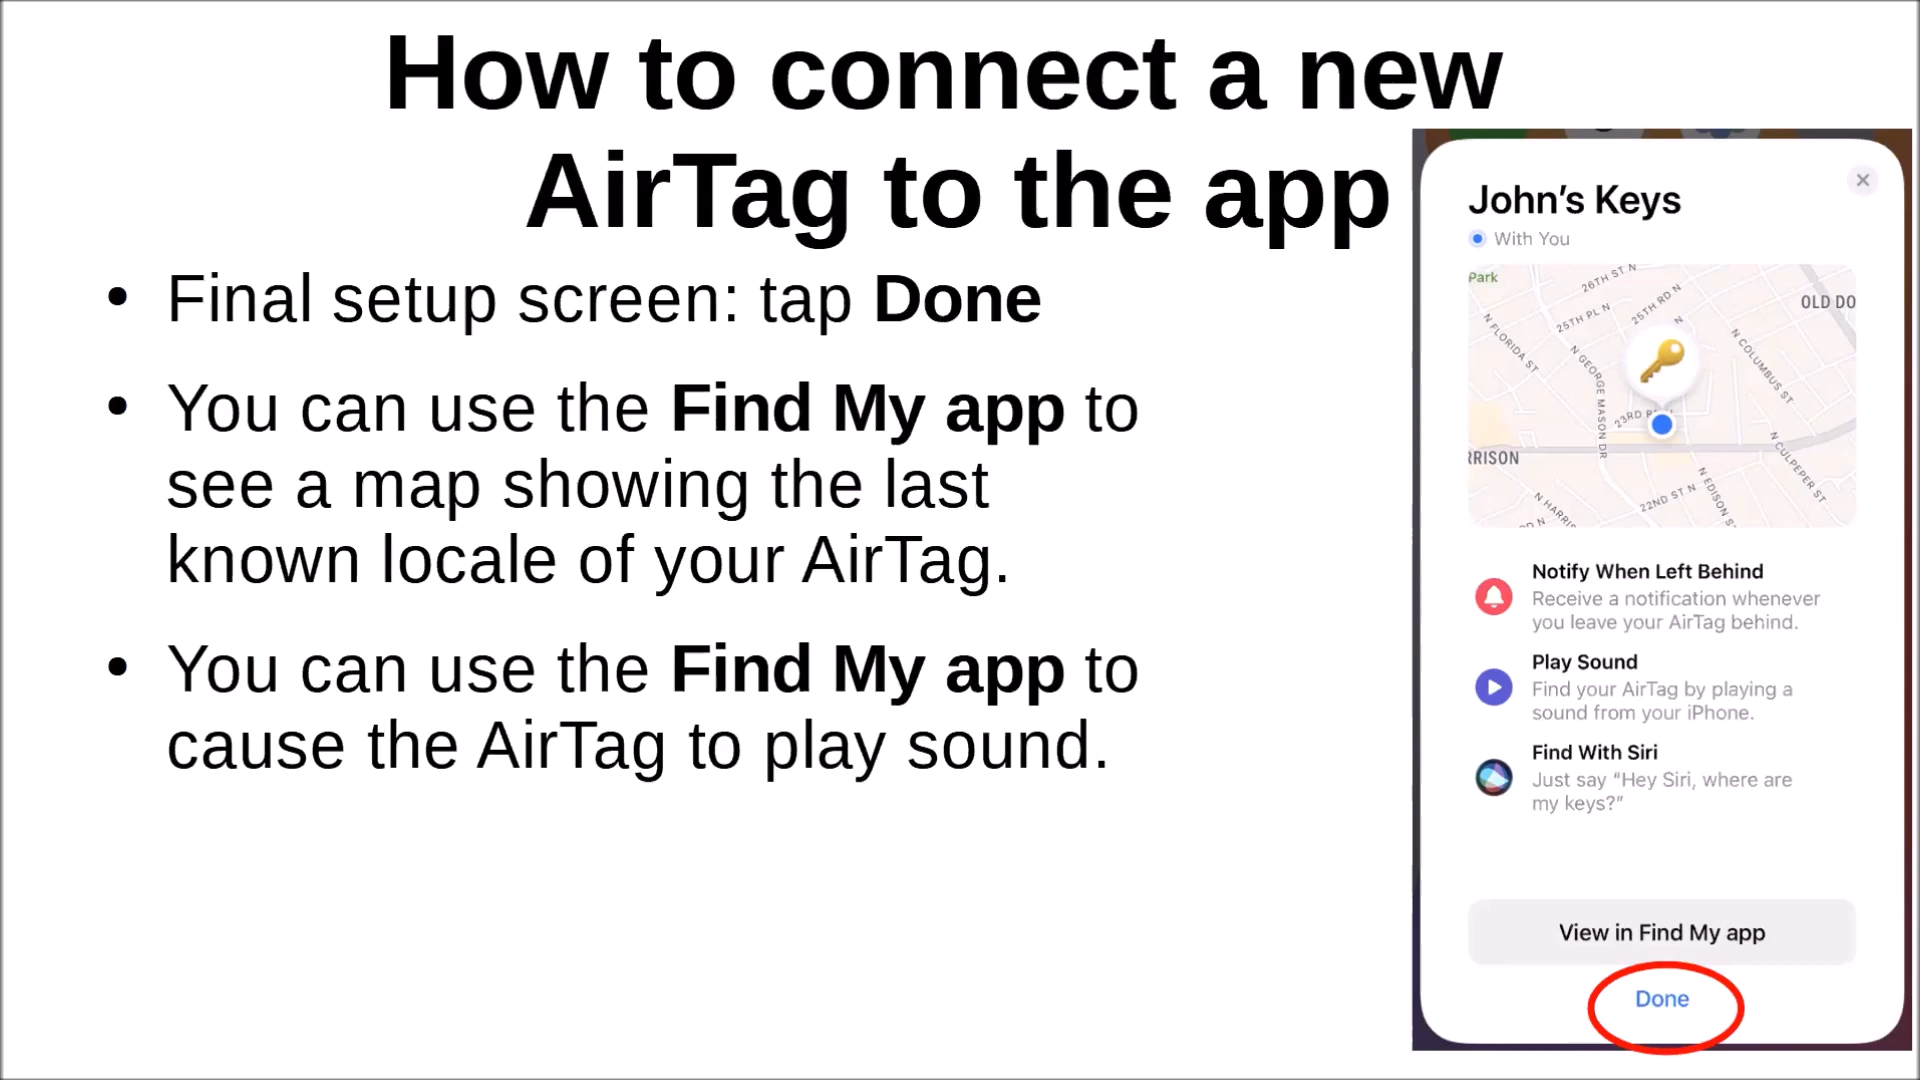 How to connect a new
AirTag to the app
• Final setup screen: tap Done
• You can use the Find My app to
see a map showing the last
known locale of your AirTag.
• You can use the Find My app to
cause the AirTag to play sound.
John's Keys
With You
Park
26TH ST N
OLD DO
25TH RD N
25TH PL N
N
N FLORIDA ST
N GEORGE MASON DR
N COLUMBUS ST
23RD
RRISON
N CULPEPER ST
22ND ST N
N EDISON S
N HARRIS
RD N
Notify When Left Behind
Receive a notification whenever
you leave your AirTag behind.
Play Sound
Find your AirTag by playing a
sound from your iPhone.
Find With Siri
Just say “Hey Siri, where are
my keys?”
View in Find My app
Done